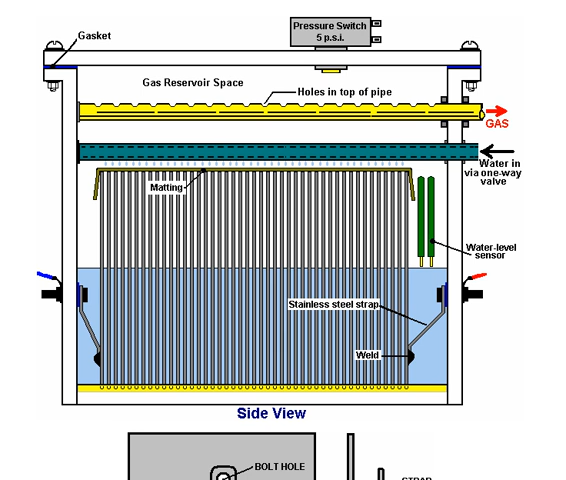 Pressure Switch
5 p.s.i.
Gasket
Gas Reservoir Space
Holes in top of pipe
GAS
Water in
via one-way
valve
Matting
Water-level
sensor
Stainless steel strap
Weld
Side View
BOLT HOLE
STRAP